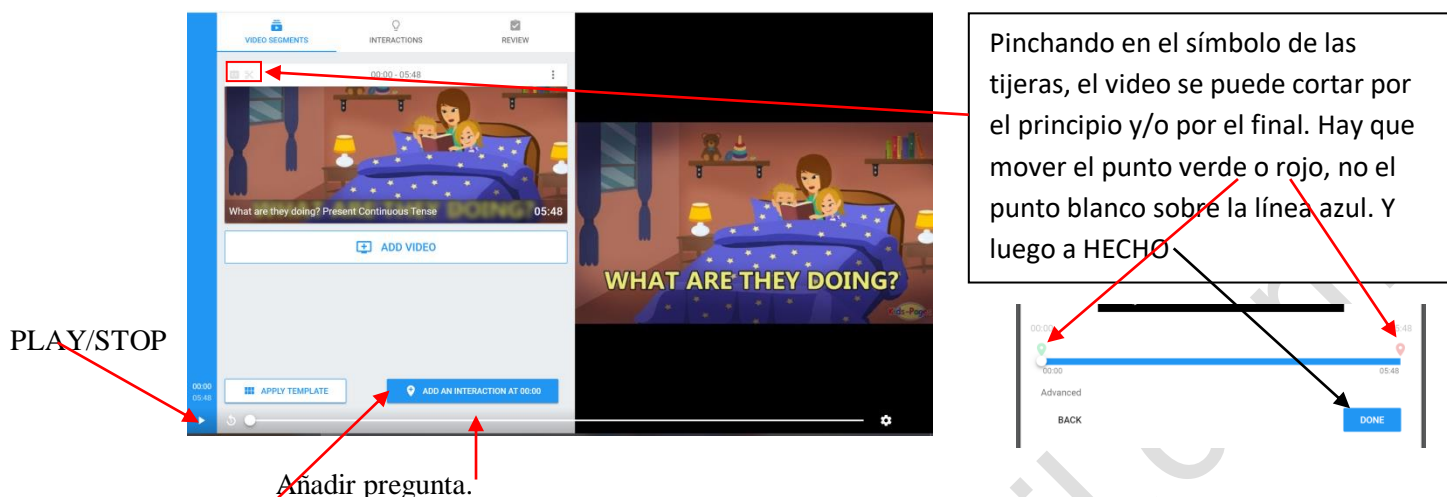 VIDEO SEGMENTS
INTERACTIONS
REVIEW
00:00 - 05:48
What are they doing? Present Continuous Tense
DOING?
05:48
ADD VIDEO
00:00
05:48
APPLY TEMPLATE
ADD AN INTERACTION AT 00:00
WHAT ARE THEY DOING?
Kids-Pages
PLAY/STOP
Añadir pregunta.
Pinchando en el símbolo de las
tijeras, el video se puede cortar por
el principio y/o por el final. Hay que
mover el punto verde o rojo, no el
punto blanco sobre la línea azul. Y
luego a HECHO
00:00
05:48
00:00
05:48
Advanced
BACK
DONE